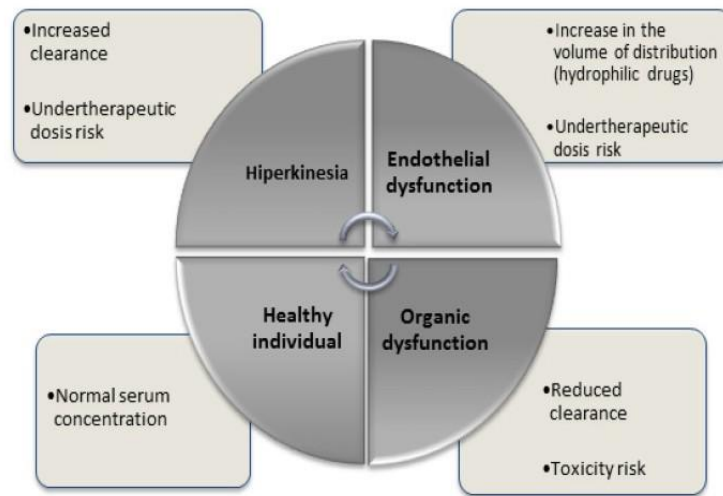 •Increased
clearance
•Undertherapeutic
dosis risk
•Increase in the
volume of distribution
(hydrophilic drugs)
•Undertherapeutic
dosis risk
Hiperkinesia
Endothelial
dysfunction
Healthy
individual
Organic
dysfunction
•Normal serum
concentration
•Reduced
clearance
•Toxicity risk